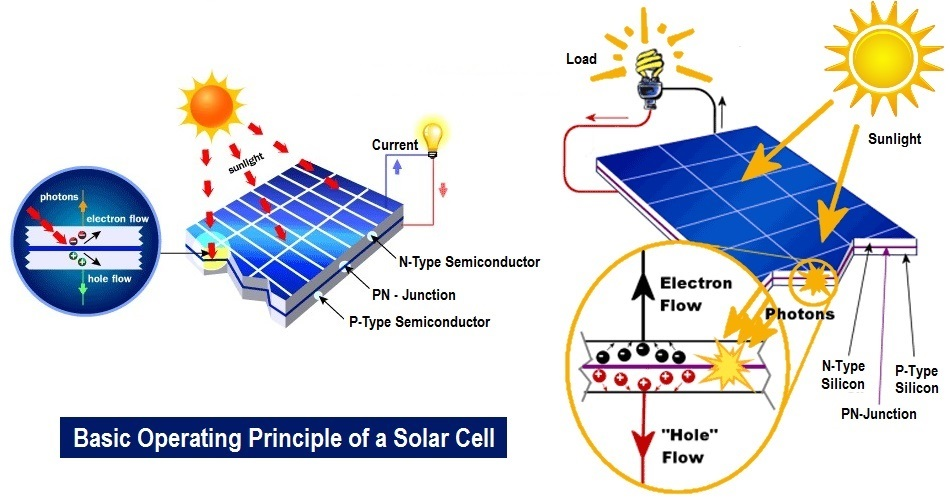 photons
electron flow
hole flow
sunlight
Current
N-Type Semiconductor
PN - Junction
P-Type Semiconductor
Basic Operating Principle of a Solar Cell
Load
Sunlight
Electron
Flow
Photons
"Hole"
Flow
N-Type
Silicon
P-Type
Silicon
PN-Junction